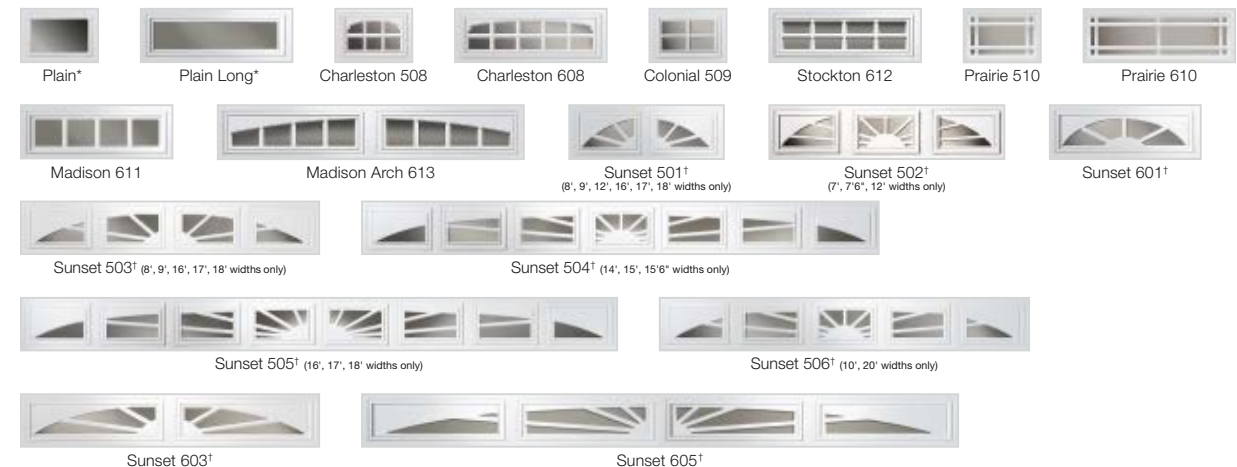 Plain*
Plain Long*
Charleston 508
Charleston 608
Colonial 509
Stockton 612
Prairie 510
Prairie 610
Madison 611
Madison Arch 613
Sunset 501†
(8', 9', 12', 16', 17', 18' widths only)
Sunset 502†
(7', 7'6", 12' widths only)
Sunset 601†
Sunset 503† (8', 9', 16', 17', 18' widths only)
Sunset 504† (14', 15', 15'6" widths only)
Sunset 505† (16', 17', 18' widths only)
Sunset 506† (10', 20' widths only)
Sunset 603†
Sunset 605†